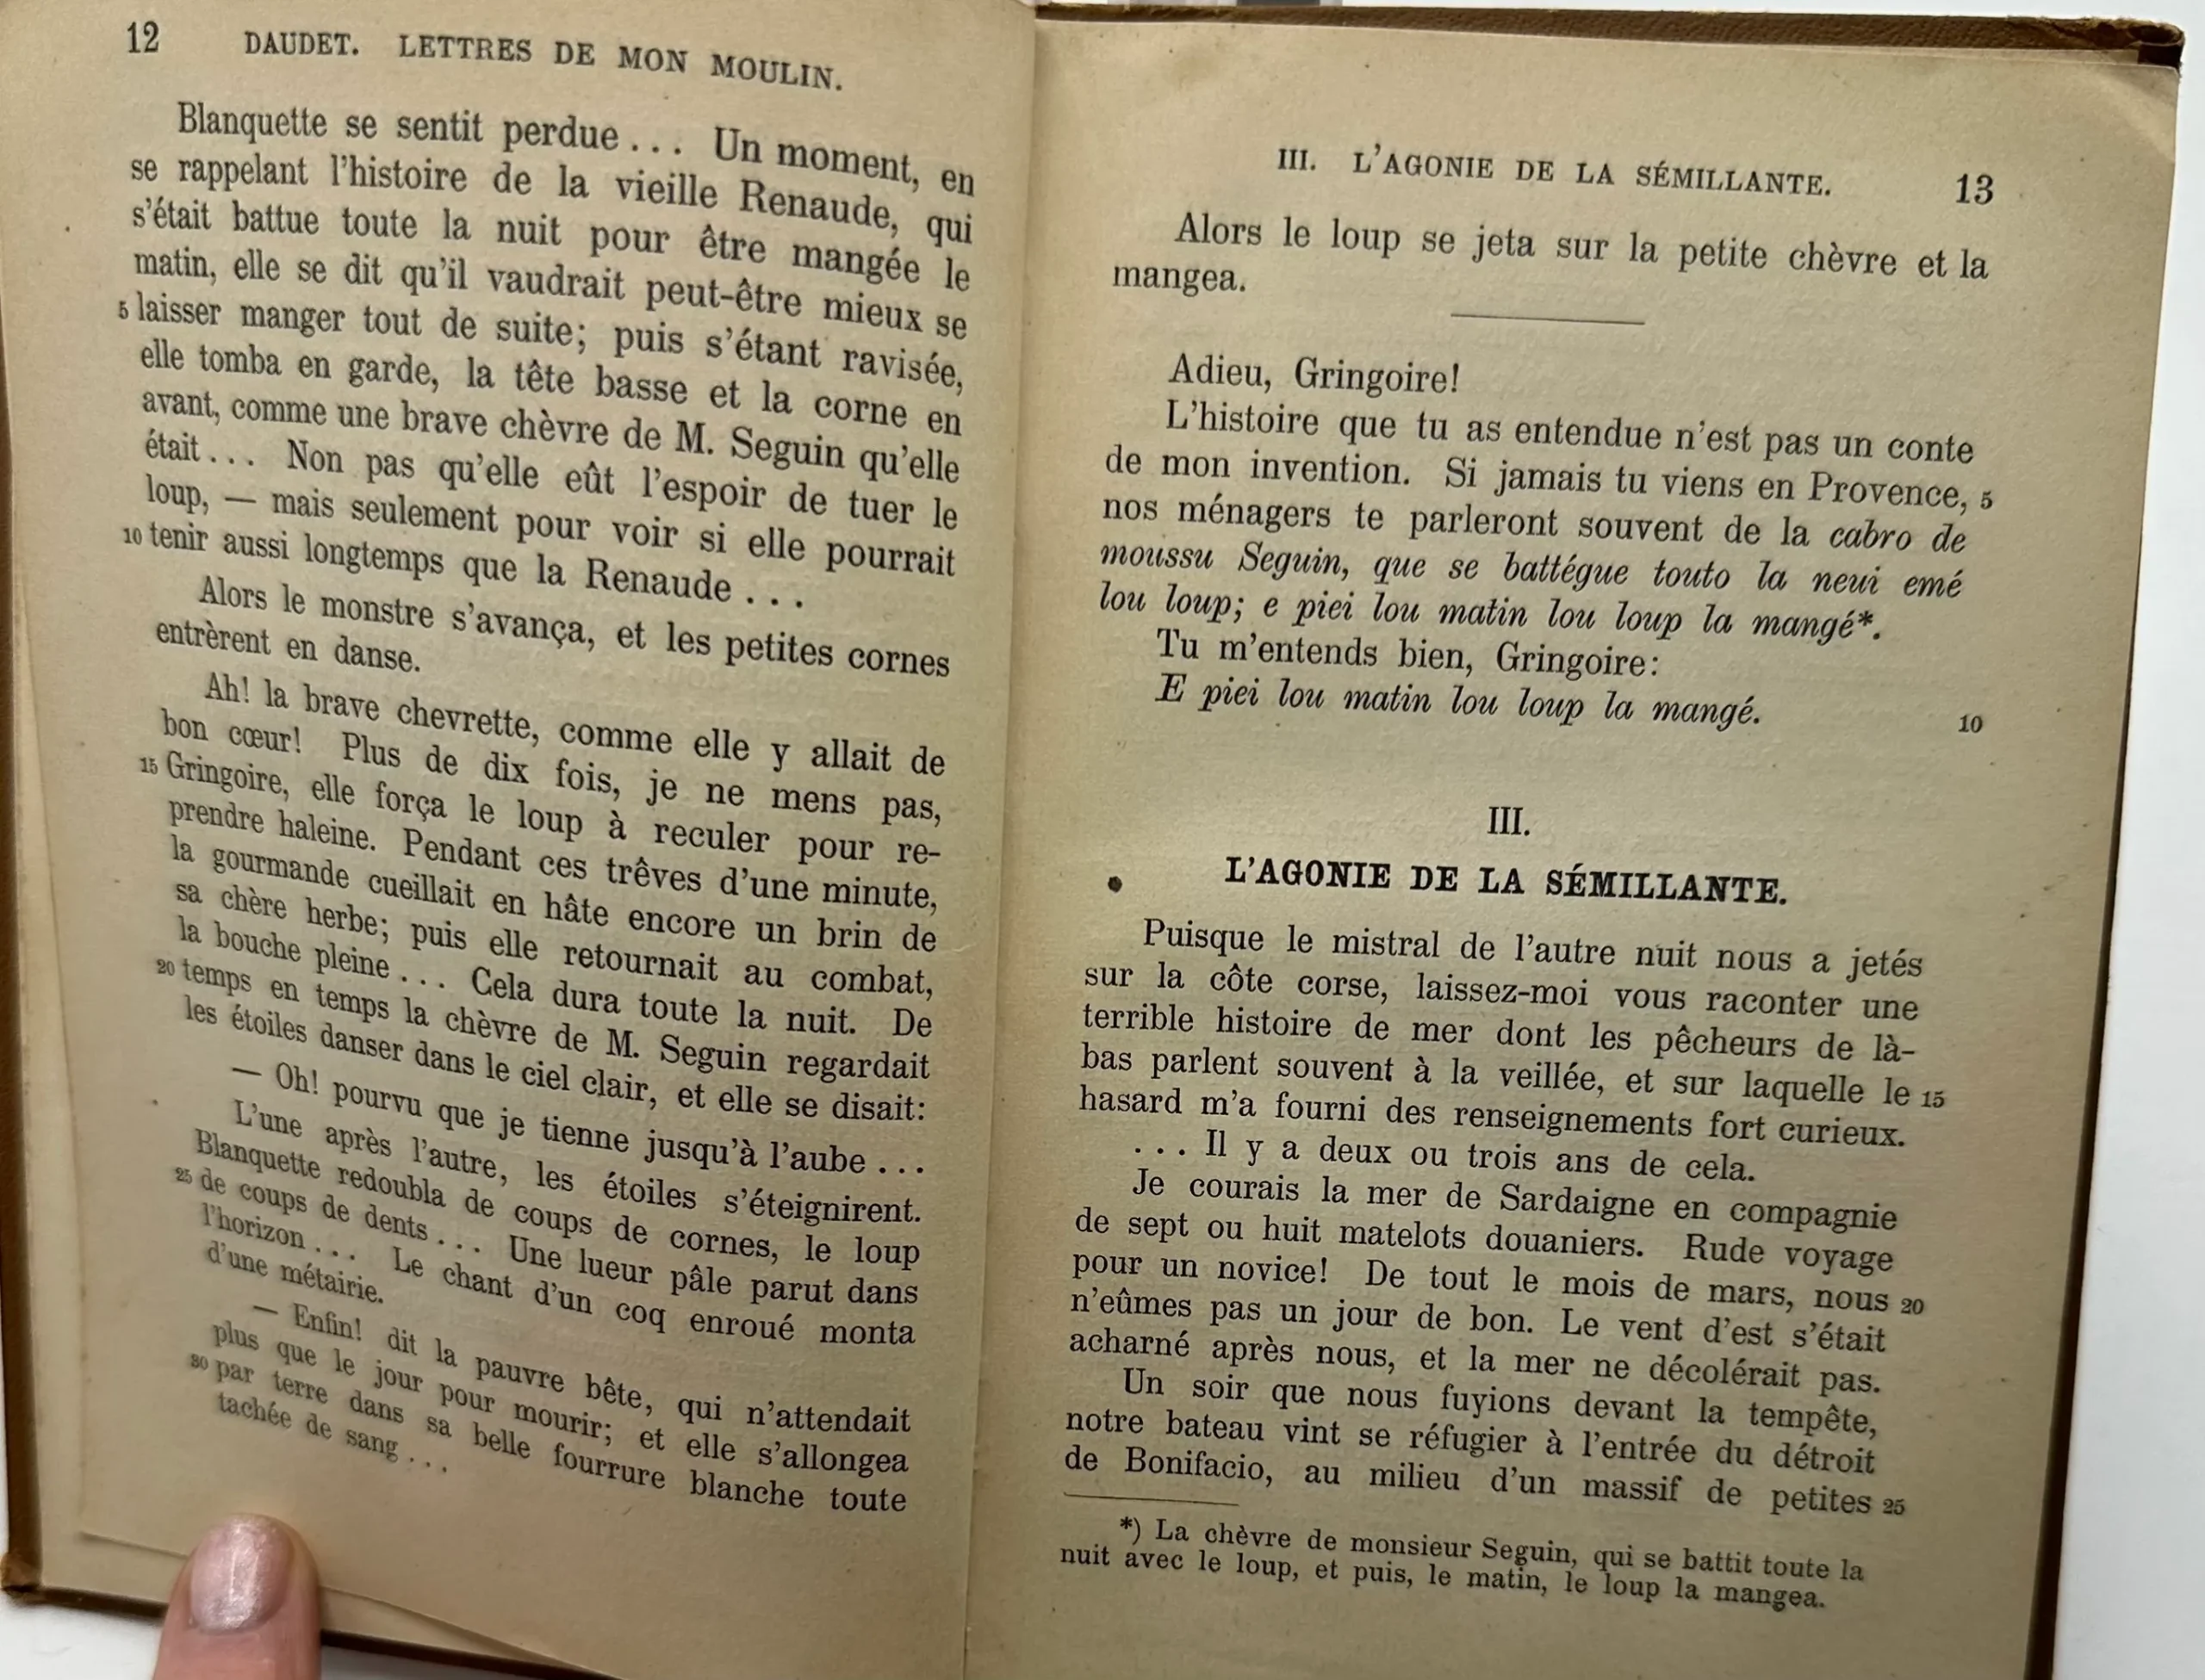 12 DAUDET. LETTRES DE MON MOULIN.
Blanquette se sentit perdue ... Un moment, en
se rappelant l'histoire de la vieille Renaude, qui
s'était battue toute la nuit pour être mangée le
matin, elle se dit qu'il vaudrait peut-être mieux se
5 laisser manger tout de suite; puis s'étant ravisée,
elle tomba en garde, la tête basse et la corne en
avant, comme une brave chèvre de M. Seguin qu'elle
était ... Non pas qu'elle eût l'espoir de tuer le
loup, — mais seulement pour voir si elle pourrait
10 tenir aussi longtemps que la Renaude ...
Alors le monstre s'avança, et les petites cornes
entrèrent en danse.
Ah! la brave chevrette, comme elle y allait de
bon cœur! Plus de dix fois, je ne mens pas,
15 Gringoire, elle força le loup à reculer pour re-
prendre haleine. Pendant ces trêves d'une minute,
la gourmande cueillait en hâte encore un brin de
sa chère herbe; puis elle retournait au combat,
la bouche pleine ... Cela dura toute la nuit. De
20 temps en temps la chèvre de M. Seguin regardait
les étoiles danser dans le ciel clair, et elle se disait:
— Oh! pourvu que je tienne jusqu'à l'aube ...
L'une après l'autre, les étoiles s'éteignirent.
Blanquette redoubla de coups de cornes, le loup
25 de coups de dents ... Une lueur pâle parut dans
l'horizon ... Le chant d'un coq enroué monta
d'une métairie.
— Enfin! dit la pauvre bête, qui n'attendait
plus que le jour pour mourir; et elle s'allongea
30 par terre dans sa belle fourrure blanche toute
tachée de sang ...
III. L'AGONIE DE LA SÉMILLANTE. 13
Alors le loup se jeta sur la petite chèvre et la
mangea.
Adieu, Gringoire!
L'histoire que tu as entendue n'est pas un conte
de mon invention. Si jamais tu viens en Provence, 5
nos ménagers te parleront souvent de la cabro de
moussu Seguin, que se battégue touto la neui emé
lou loup; e piei lou matin lou loup la mangé*.
Tu m'entends bien, Gringoire:
E piei lou matin lou loup la mangé. 10
III.
L'AGONIE DE LA SÉMILLANTE.
Puisque le mistral de l'autre nuit nous a jetés
sur la côte corse, laissez-moi vous raconter une
terrible histoire de mer dont les pêcheurs de là-
bas parlent souvent à la veillée, et sur laquelle le 15
hasard m'a fourni des renseignements fort curieux.
... Il y a deux ou trois ans de cela.
Je courais la mer de Sardaigne en compagnie
de sept ou huit matelots douaniers. Rude voyage
pour un novice! De tout le mois de mars, nous 20
n'eûmes pas un jour de bon. Le vent d'est s'était
acharné après nous, et la mer ne décolérait pas.
Un soir que nous fuyions devant la tempête,
notre bateau vint se réfugier à l'entrée du détroit
de Bonifacio, au milieu d'un massif de petites 25
*) La chèvre de monsieur Seguin, qui se battit toute la
nuit avec le loup, et puis, le matin, le loup la mangea.